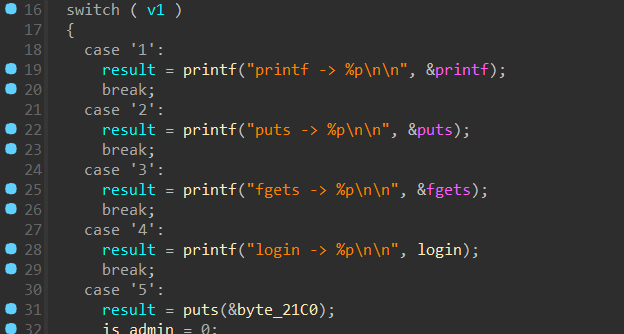 16 switch ( v1 )
17 {
18 case '1':
19 result = printf("printf -> %p\n\n", &printf);
20 break;
21 case '2':
22 result = printf("puts -> %p\n\n", &puts);
23 break;
24 case '3':
25 result = printf("fgets -> %p\n\n", &fgets);
26 break;
27 case '4':
28 result = printf("login -> %p\n\n", login);
29 break;
30 case '5':
31 result = puts(&byte_21C0);
32 is_admin = 0;